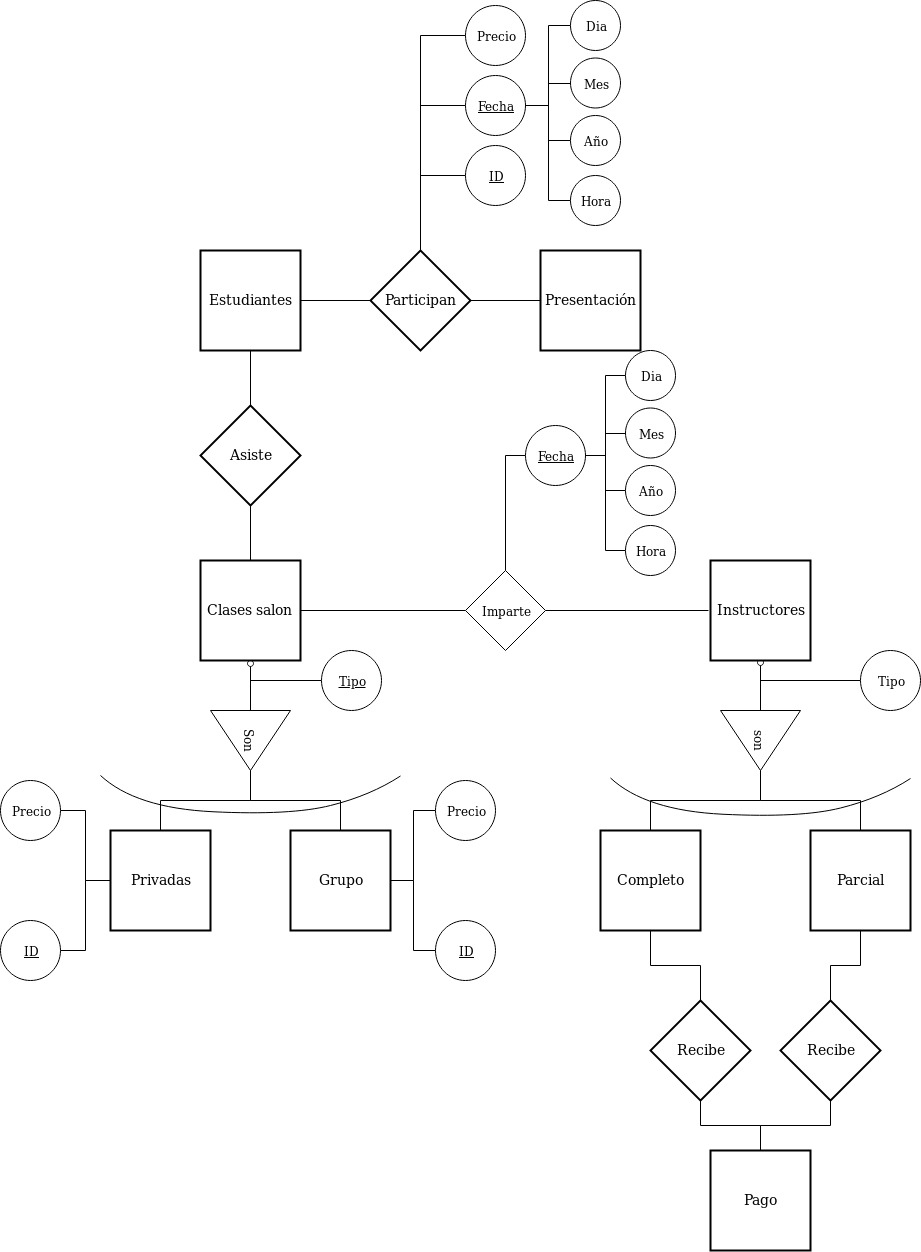 Precio
Fecha
ID
Dia
Mes
Año
Hora
Estudiantes
Participan
Presentación
Asiste
Fecha
Dia
Mes
Año
Hora
Clases salon
Imparte
Instructores
Tipo
Tipo
Son
son
Precio
Privadas
ID
Grupo
Precio
ID
Completo
Parcial
Recibe
Recibe
Pago